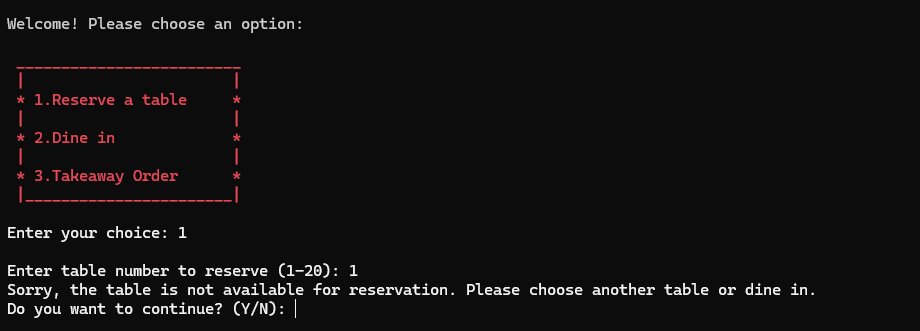 Welcome! Please choose an option:
_________________________
|                       |
* 1.Reserve a table     *
|                       |
* 2.Dine in             *
|                       |
* 3.Takeaway Order      *
|_______________________|
Enter your choice: 1
Enter table number to reserve (1-20): 1
Sorry, the table is not available for reservation. Please choose another table or dine in.
Do you want to continue? (Y/N):